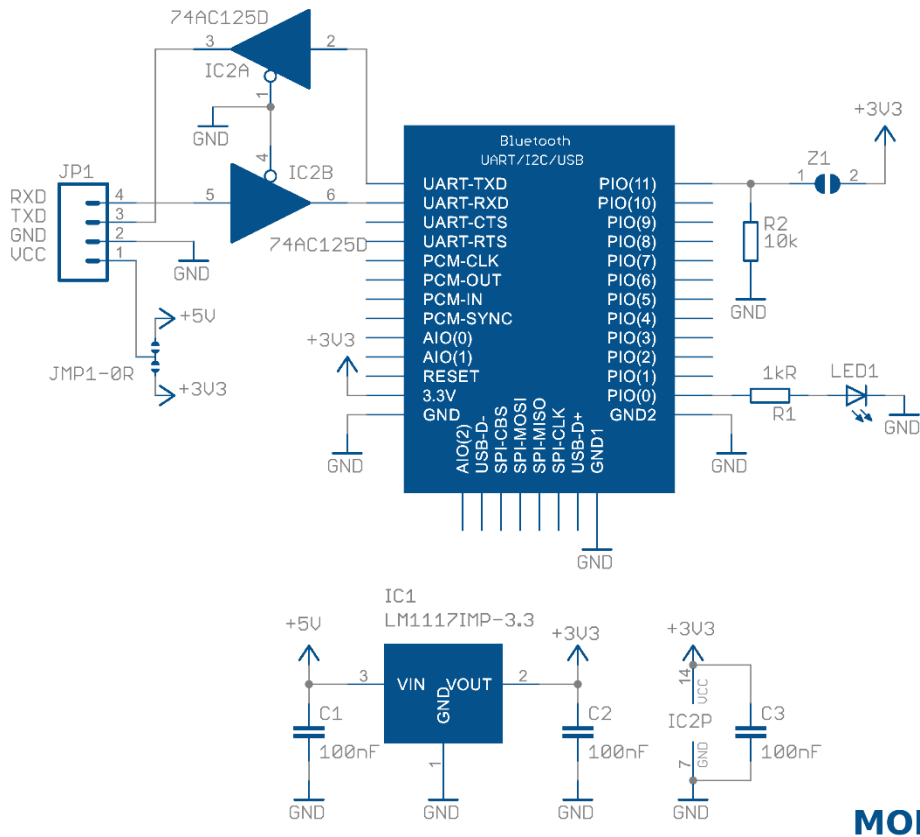 74AC125D
3
2
IC2A
1
GND
4
IC2B
5
6
74AC125D
JP1
RXD
4
TXD
3
GND
2
VCC
1
GND
+5V
JMP1-0R
+3V3
Bluetooth
UART/I2C/USB
UART-TXD
UART-RXD
UART-CTS
UART-RTS
PCM-CLK
PCM-OUT
PCM-IN
PCM-SYNC
AIO(0)
AIO(1)
RESET
3.3V
GND
PIO(11)
PIO(10)
PIO(9)
PIO(8)
PIO(7)
PIO(6)
PIO(5)
PIO(4)
PIO(3)
PIO(2)
PIO(1)
PIO(0)
GND2
AIO(2)
USB-D-
SPI-CBS
SPI-MOSI
SPI-MISO
SPI-CLK
USB-D+
GND1
+3V3
GND
GND
+3V3
Z1
1
2
R2
10k
GND
1kR
R1
LED1
GND
GND
IC1
LM1117IMP-3.3
+5V
3
VIN
VOUT
GND
2
1
+3V3
C1
100nF
GND
GND
C2
100nF
GND
+3V3
14
VCC
IC2P
7
GND
C3
100nF
GND